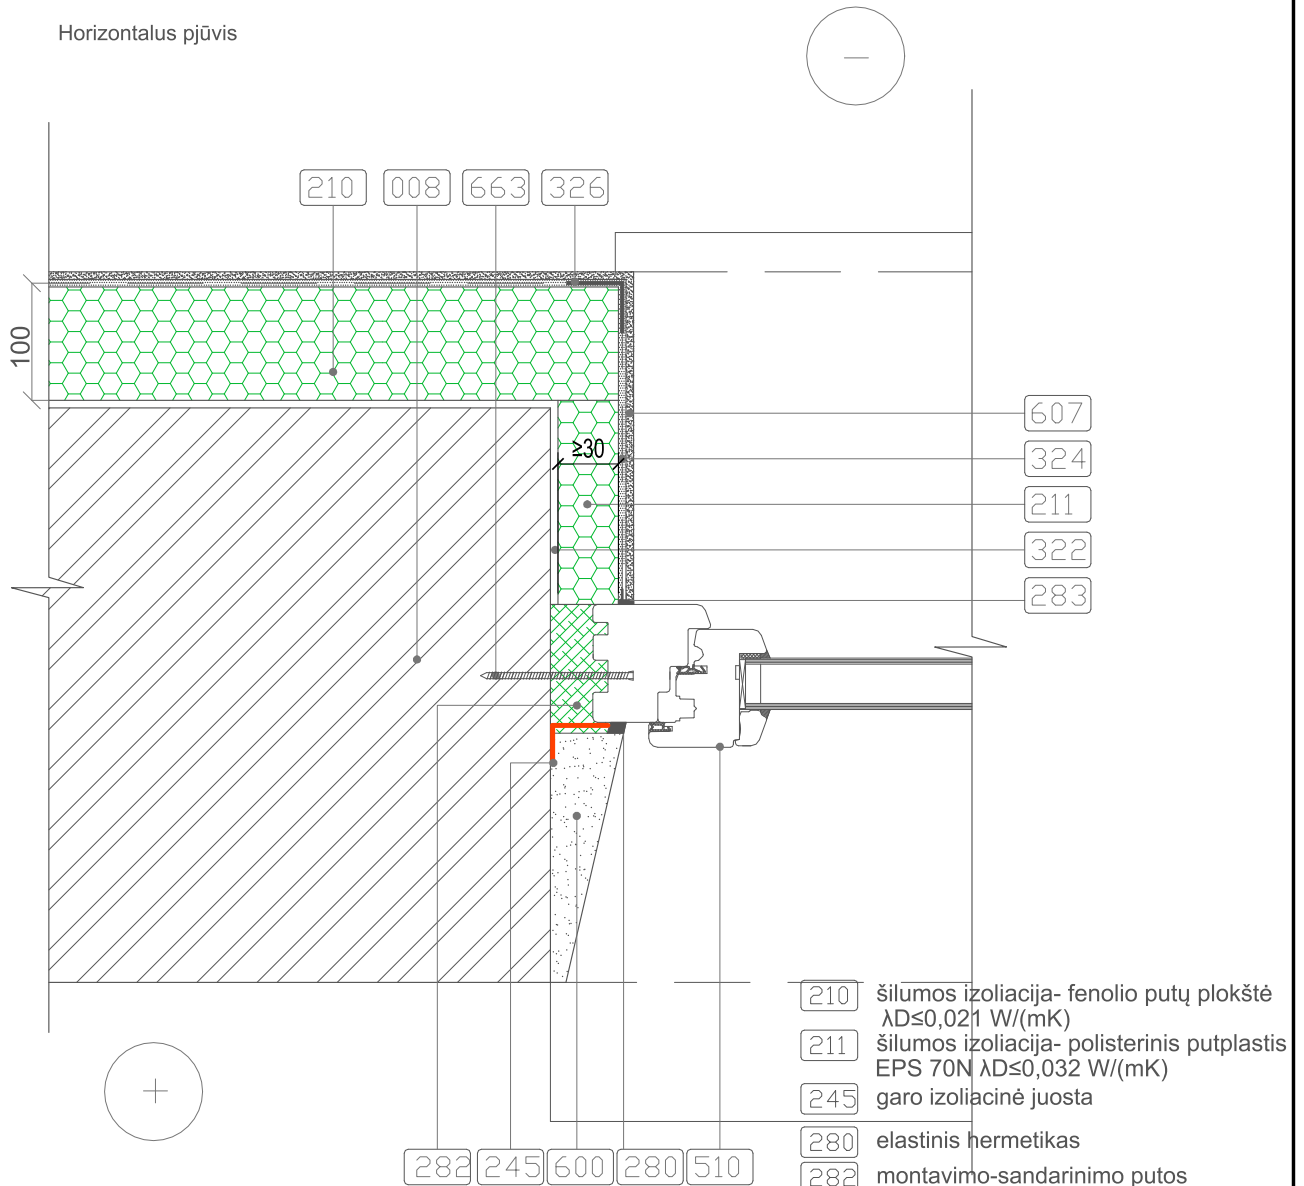 Horizontalus pjūvis
—
210 008 663 326
100
≥30
607
324
211
322
283
+
210 šilumos izoliacija- fenolio putų plokštė
λD≤0,021 W/(mK)
211 šilumos izoliacija- polisterinis putplastis
EPS 70N λD≤0,032 W/(mK)
245 garo izoliacinė juosta
280 elastinis hermetikas
282 montavimo-sandarinimo putos
282 245 600 280 510